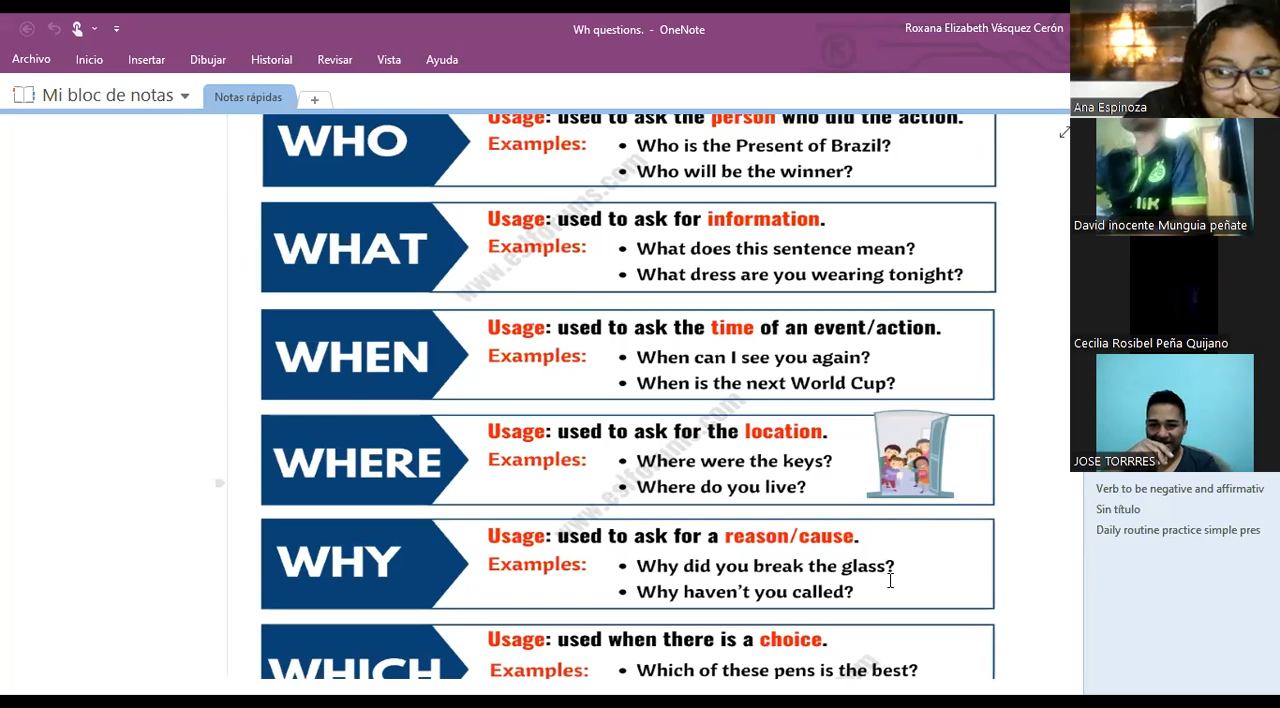 Wh questions. - OneNote
Roxana Elizabeth Vásquez Cerón
Archivo Inicio Insertar Dibujar Historial Revisar Vista Ayuda
Mi bloc de notas
Notas rápidas
WHO
Usage: used to ask the person who did the action.
Examples:
• Who is the Present of Brazil?
• Who will be the winner?
WHAT
Usage: used to ask for information.
Examples:
• What does this sentence mean?
• What dress are you wearing tonight?
WHEN
Usage: used to ask the time of an event/action.
Examples:
• When can I see you again?
• When is the next World Cup?
WHERE
Usage: used to ask for the location.
Examples:
• Where were the keys?
• Where do you live?
WHY
Usage: used to ask for a reason/cause.
Examples:
• Why did you break the glass?
• Why haven't you called?
WHICH
Usage: used when there is a choice.
Examples:
• Which of these pens is the best?
www.eslforums.com
www.eslforums.com
Ana Espinoza
David inocente Munguia peñate
Cecilia Rosibel Peña Quijano
JOSE TORRRES
Verb to be negative and affirmativ
Sin título
Daily routine practice simple pres